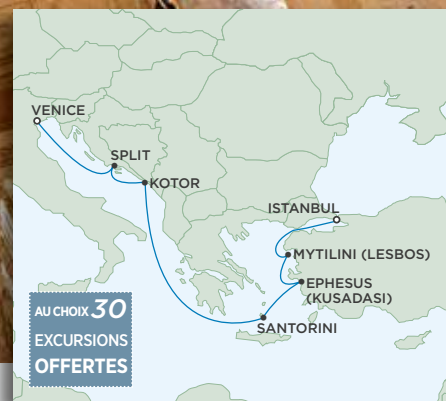 VENICE
SPLIT
KOTOR
ISTANBUL
MYTILINI (LESBOS)
EPHESUS
(KUSADASI)
SANTORINI
AU CHOIX 30
EXCURSIONS
OFFERTES